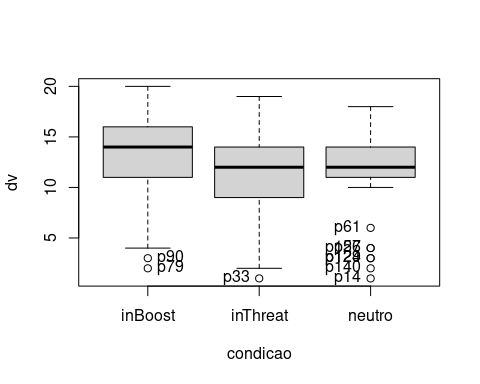 dv
20
15
10
5
p90
p79
p33
p61
p140
p14
inBoost
inThreat
neutro
condicao